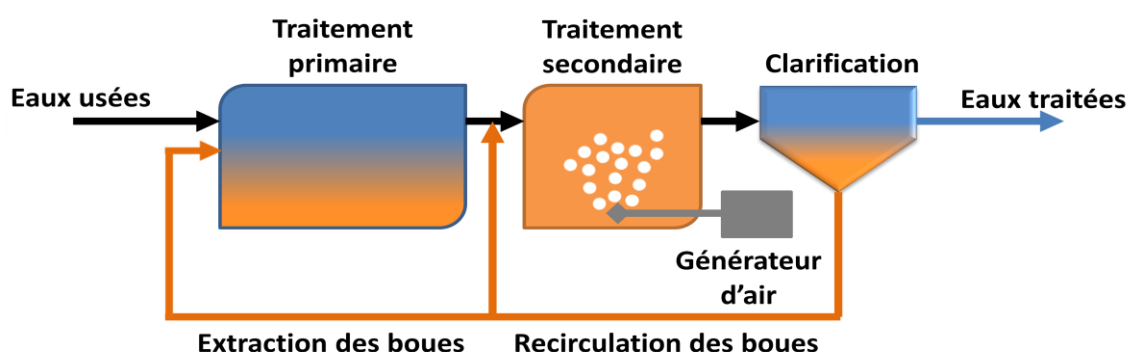 Traitement
primaire
Traitement
secondaire
Clarification
Eaux usées
Eaux traitées
Générateur
d'air
Extraction des boues
Recirculation des boues